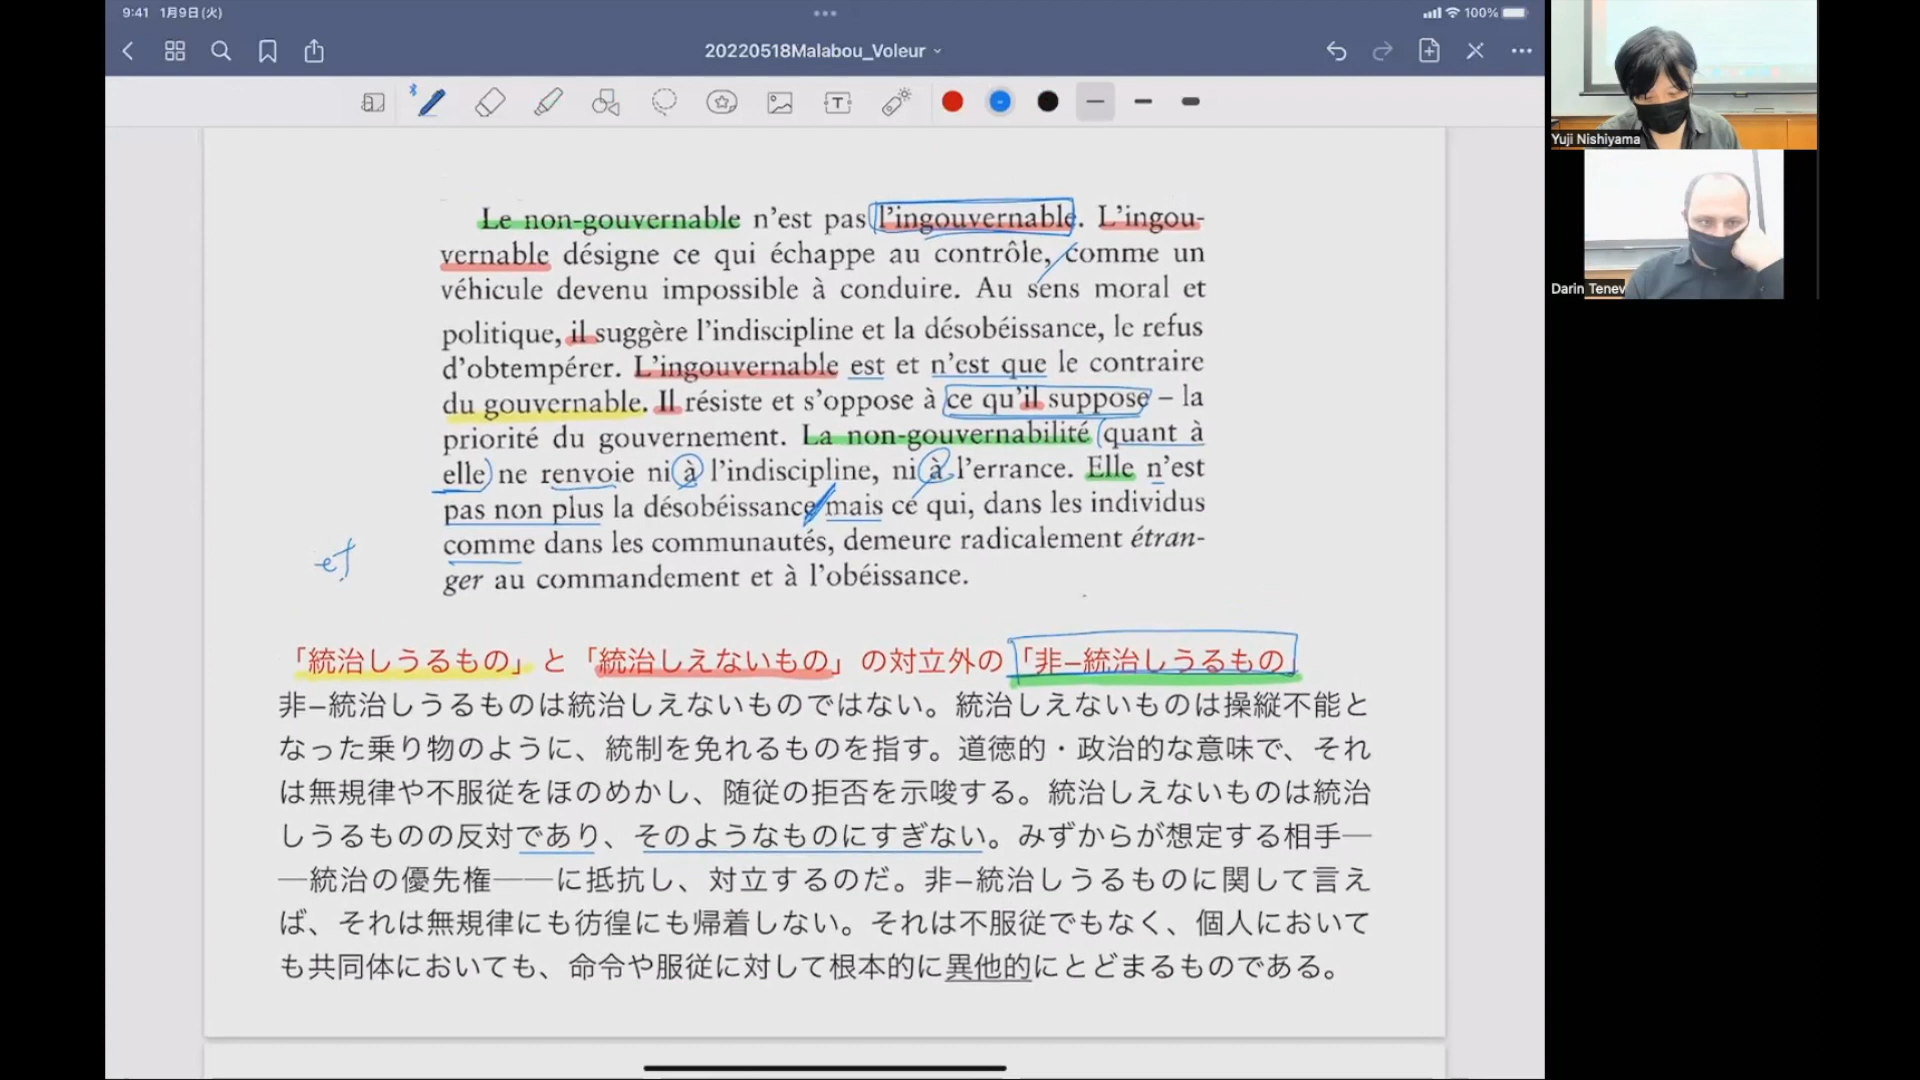 9:41 1月9日(火)
100%
20220518Malabou_Voleur
T
Yuji Nishiyama
Darin Tenev
Le non-gouvernable n'est pas l'ingouvernable. L'ingou-
vernable désigne ce qui échappe au contrôle, comme un
véhicule devenu impossible à conduire. Au sens moral et
politique, il suggère l'indiscipline et la désobéissance, le refus
d'obtempérer. L'ingouvernable est et n'est que le contraire
du gouvernable. Il résiste et s'oppose à ce qu'il suppose – la
priorité du gouvernement. La non-gouvernabilité quant à
elle ne renvoie ni à l'indiscipline, ni à l'errance. Elle n'est
pas non plus la désobéissance mais ce qui, dans les individus
comme dans les communautés, demeure radicalement étran-
ger au commandement et à l'obéissance.
et
「統治しうるもの」と「統治しえないもの」の対立外の「非–統治しうるもの」
非–統治しうるものは統治しえないものではない。統治しえないものは操縦不能と
なった乗り物のように、統制を免れるものを指す。道徳的・政治的な意味で、それ
は無規律や不服従をほのめかし、随従の拒否を示唆する。統治しえないものは統治
しうるものの反対であり、そのようなものにすぎない。みずからが想定する相手─
─統治の優先権──に抵抗し、対立するのだ。非–統治しうるものに関して言え
ば、それは無規律にも彷徨にも帰着しない。それは不服従でもなく、個人において
も共同体においても、命令や服従に対して根本的に異他的にとどまるものである。